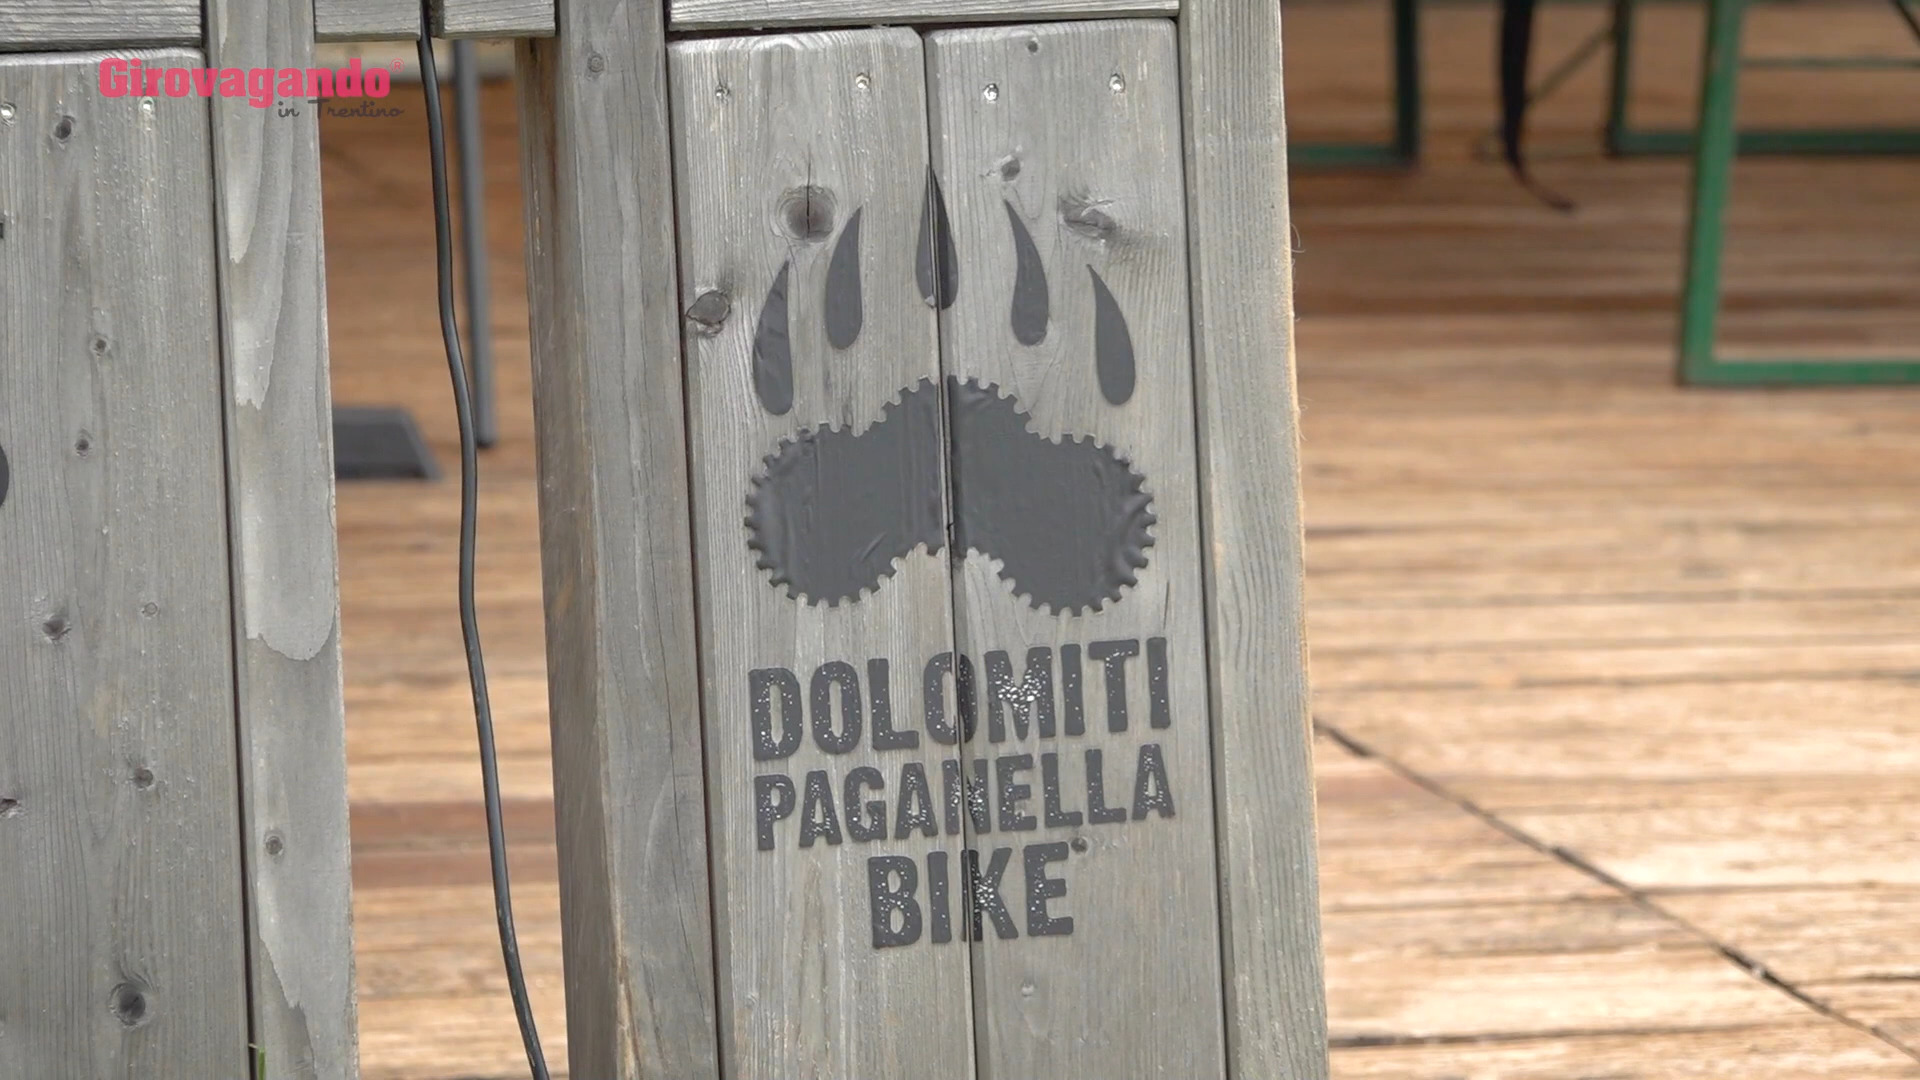 Girovagando®
in Trentino
DOLOMITI
PAGANELLA
BIKE